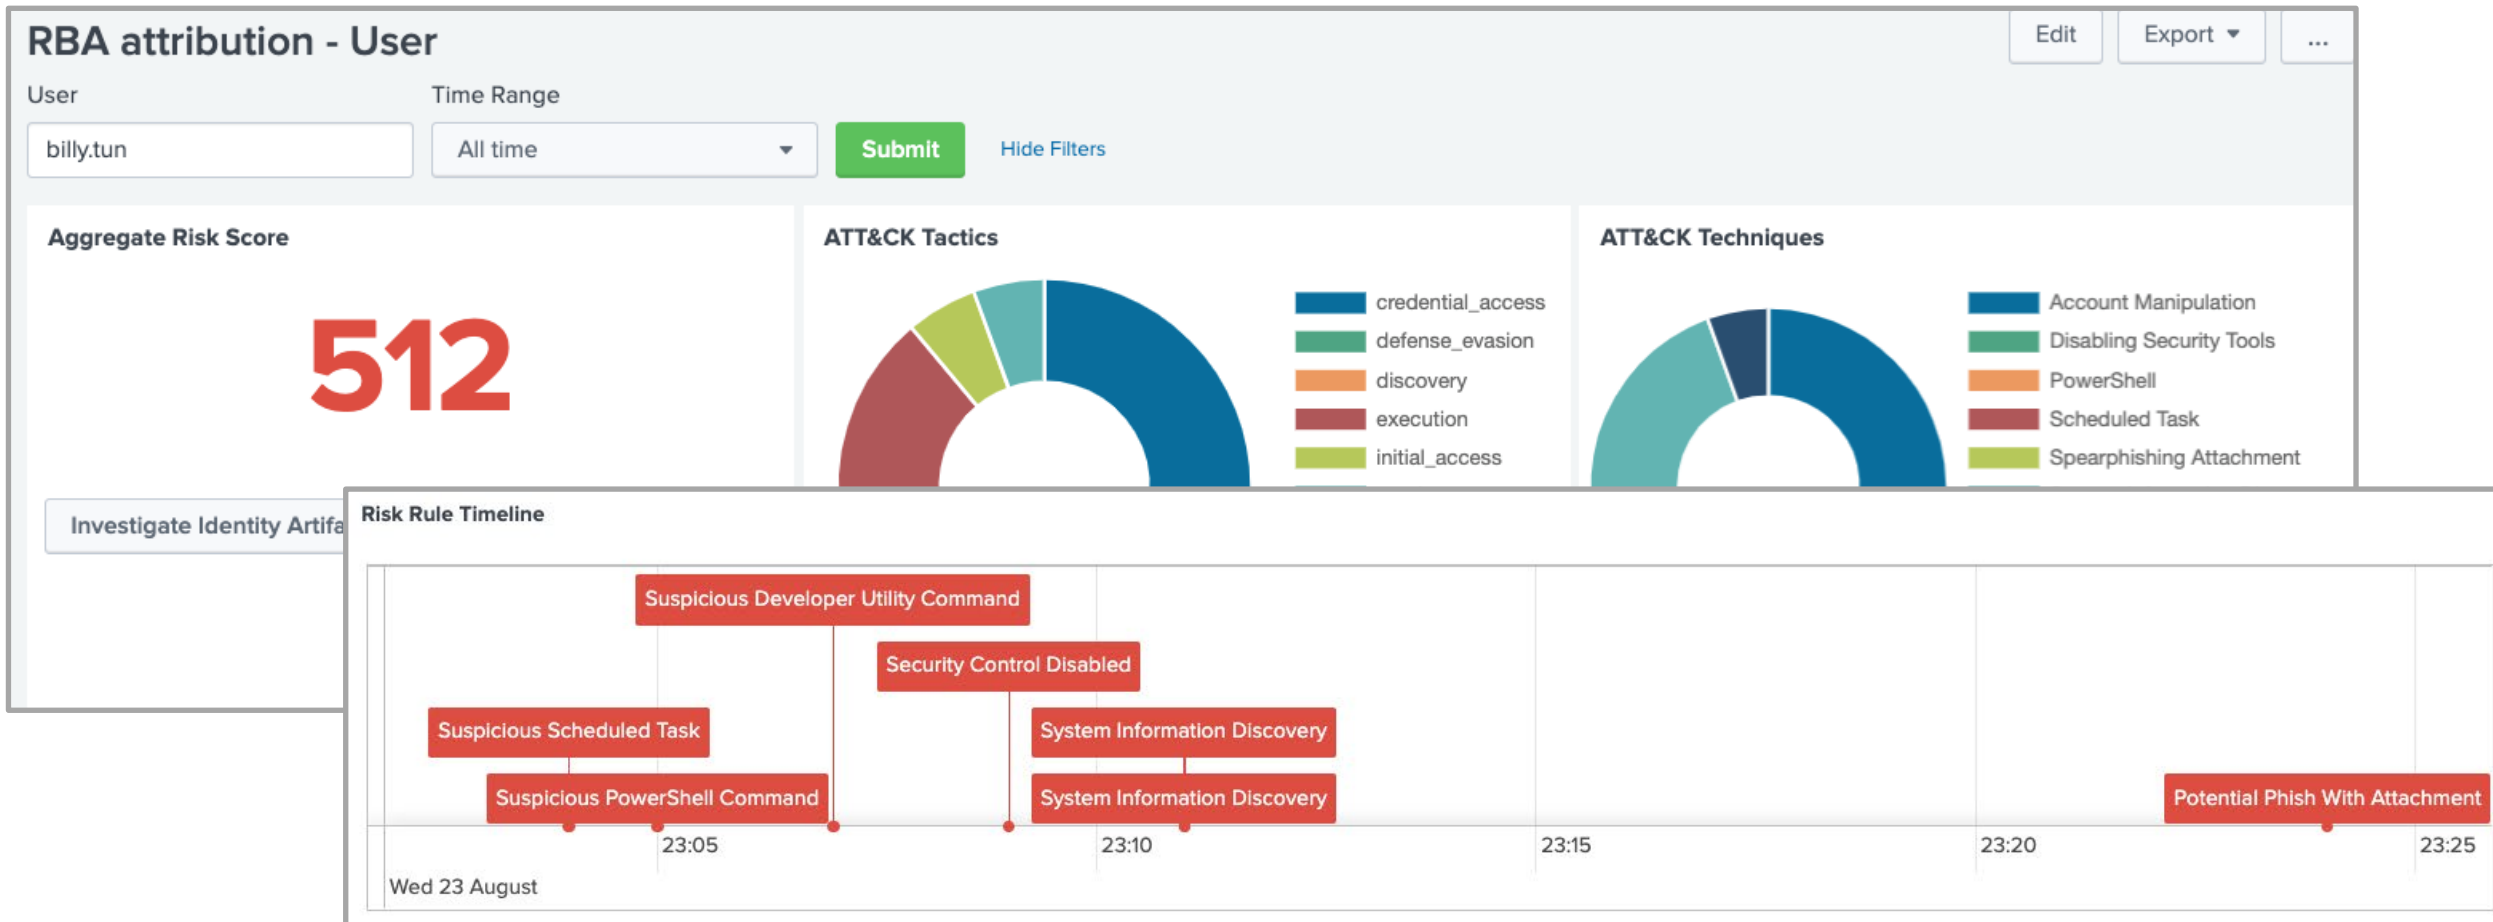 RBA attribution - User
Edit
Export
...
User
Time Range
billy.tun
All time
Submit
Hide Filters
Aggregate Risk Score
512
Investigate Identity
ATT&CK Tactics
credential_access
defense_evasion
discovery
execution
initial_access
ATT&CK Techniques
Account Manipulation
Disabling Security Tools
PowerShell
Scheduled Task
Spearphishing Attachment
Risk Rule Timeline
Suspicious Developer Utility Command
Security Control Disabled
Suspicious Scheduled Task
System Information Discovery
Suspicious PowerShell Command
System Information Discovery
Potential Phish With Attachment
23:05
23:10
23:15
23:20
23:25
Wed 23 August